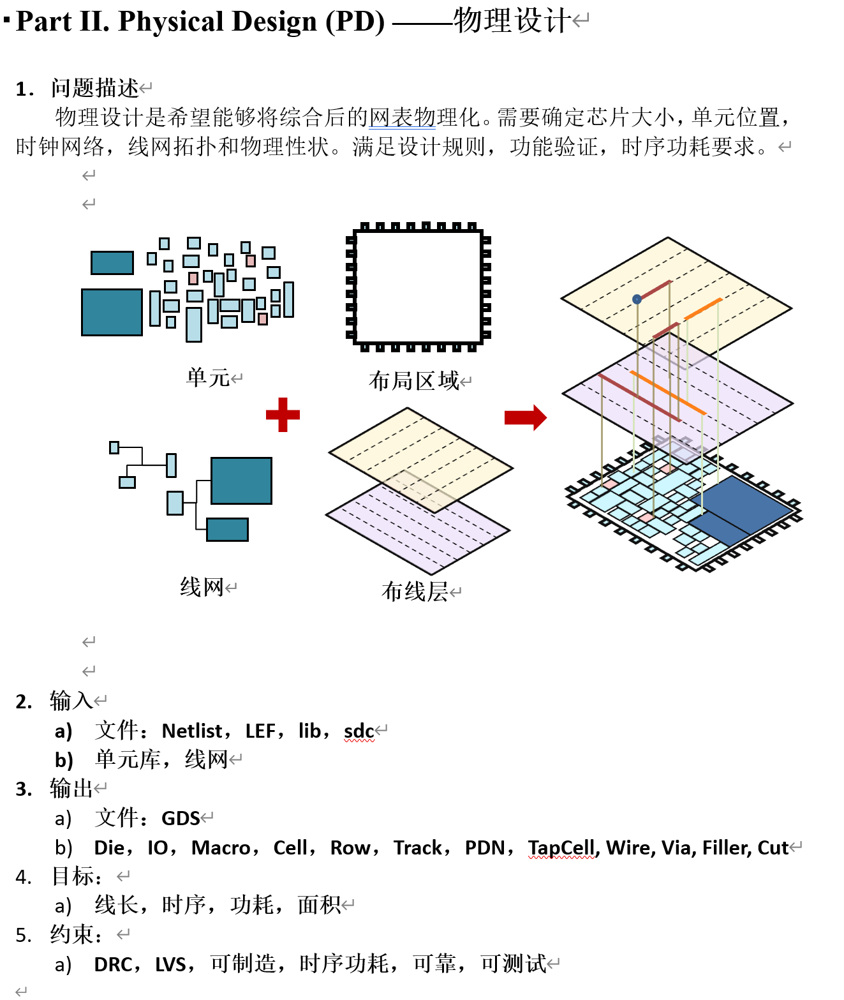 Part II. Physical Design (PD) ——物理设计
1. 问题描述
物理设计是希望能够将综合后的网表物理化。需要确定芯片大小，单元位置，
时钟网络，线网拓扑和物理性状。满足设计规则，功能验证，时序功耗要求。
单元
布局区域
线网
布线层
2. 输入
a) 文件：Netlist，LEF，lib，sdc
b) 单元库，线网
3. 输出
a) 文件：GDS
b) Die，IO，Macro，Cell，Row，Track，PDN，TapCell, Wire, Via, Filler, Cut
4. 目标：
a) 线长，时序，功耗，面积
5. 约束：
a) DRC，LVS，可制造，时序功耗，可靠，可测试